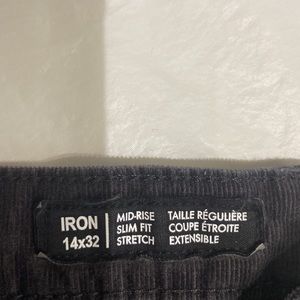 IRON
14x32
MID-RISE
SLIM FIT
STRETCH
TAILLE RÉGULIÈRE
COUPE ÉTROITE
EXTENSIBLE